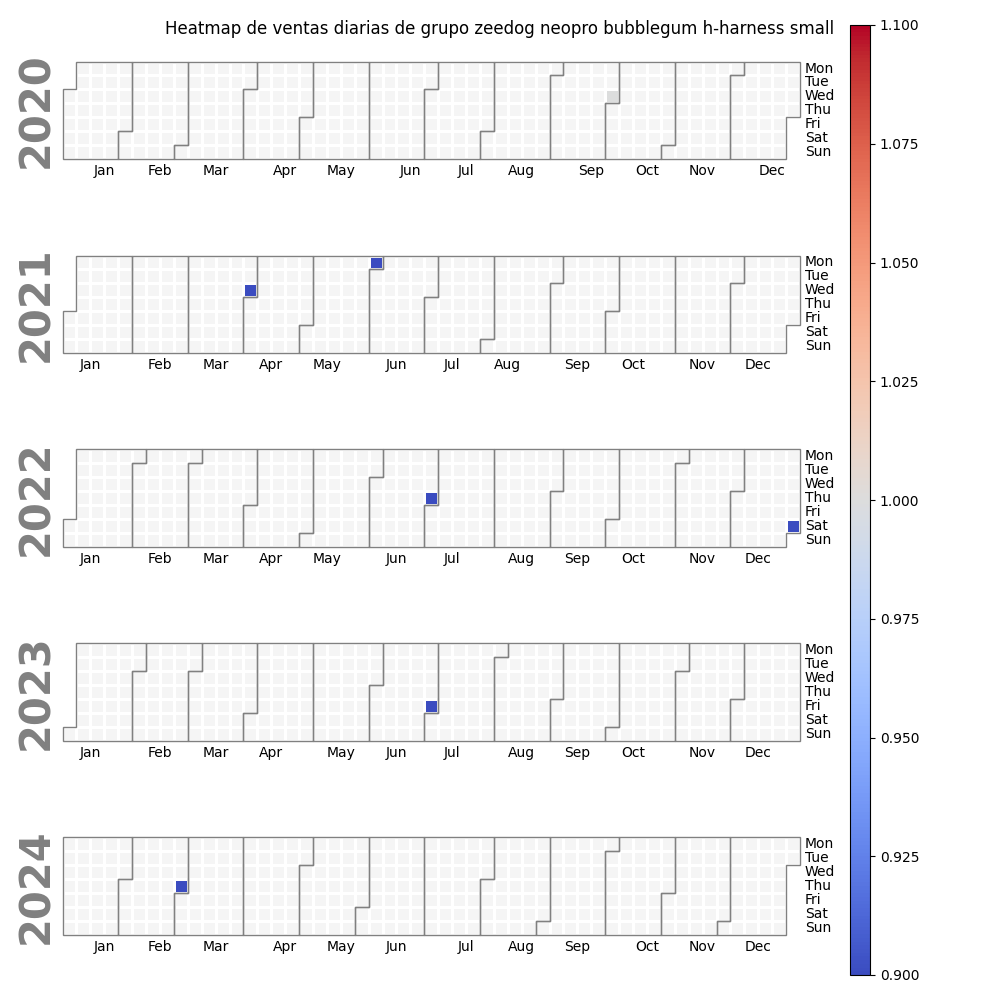 Heatmap de ventas diarias de grupo zeedog neopro bubblegum h-harness small
2020
Mon
Tue
Wed
Thu
Fri
Sat
Sun
Jan Feb Mar Apr May Jun Jul Aug Sep Oct Nov Dec
2021
Mon
Tue
Wed
Thu
Fri
Sat
Sun
Jan Feb Mar Apr May Jun Jul Aug Sep Oct Nov Dec
2022
Mon
Tue
Wed
Thu
Fri
Sat
Sun
Jan Feb Mar Apr May Jun Jul Aug Sep Oct Nov Dec
2023
Mon
Tue
Wed
Thu
Fri
Sat
Sun
Jan Feb Mar Apr May Jun Jul Aug Sep Oct Nov Dec
2024
Mon
Tue
Wed
Thu
Fri
Sat
Sun
Jan Feb Mar Apr May Jun Jul Aug Sep Oct Nov Dec
1.100
1.075
1.050
1.025
1.000
0.975
0.950
0.925
0.900